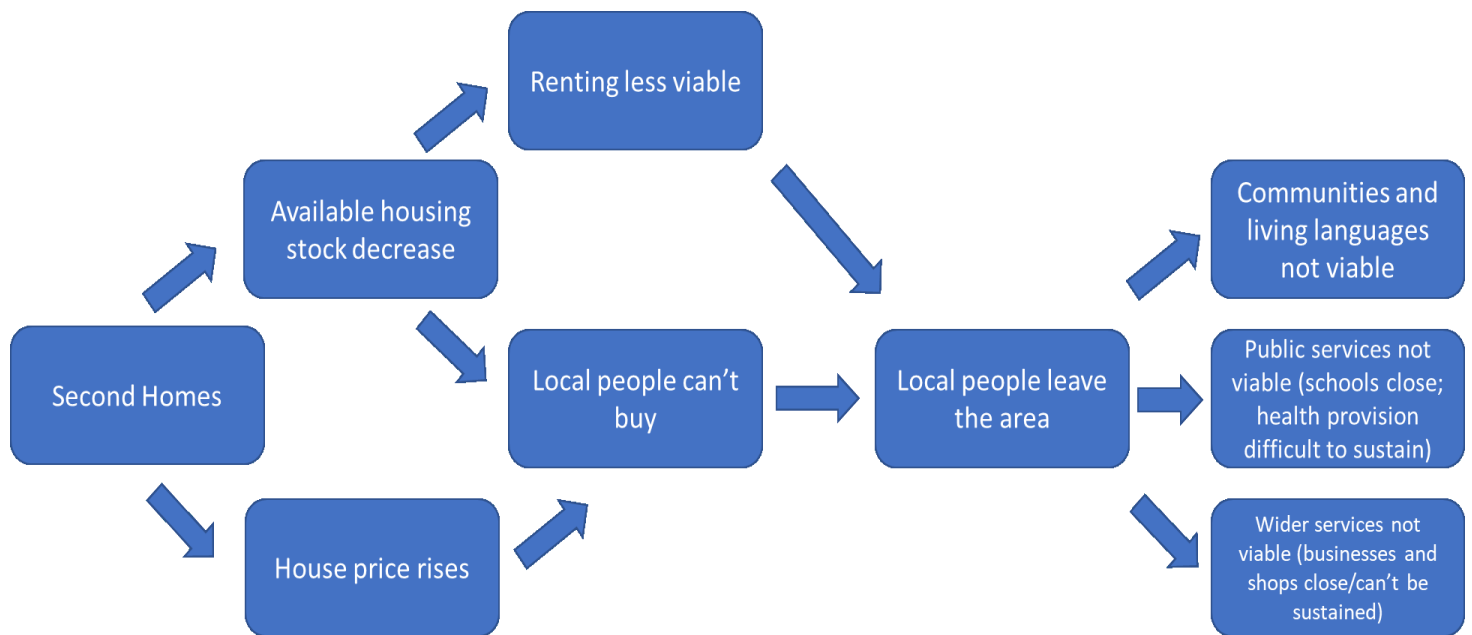 Second Homes
Available housing
stock decrease
House price rises
Renting less viable
Local people can’t
buy
Local people leave
the area
Communities and
living languages
not viable
Public services not
viable (schools close;
health provision
difficult to sustain)
Wider services not
viable (businesses and
shops close/can’t be
sustained)